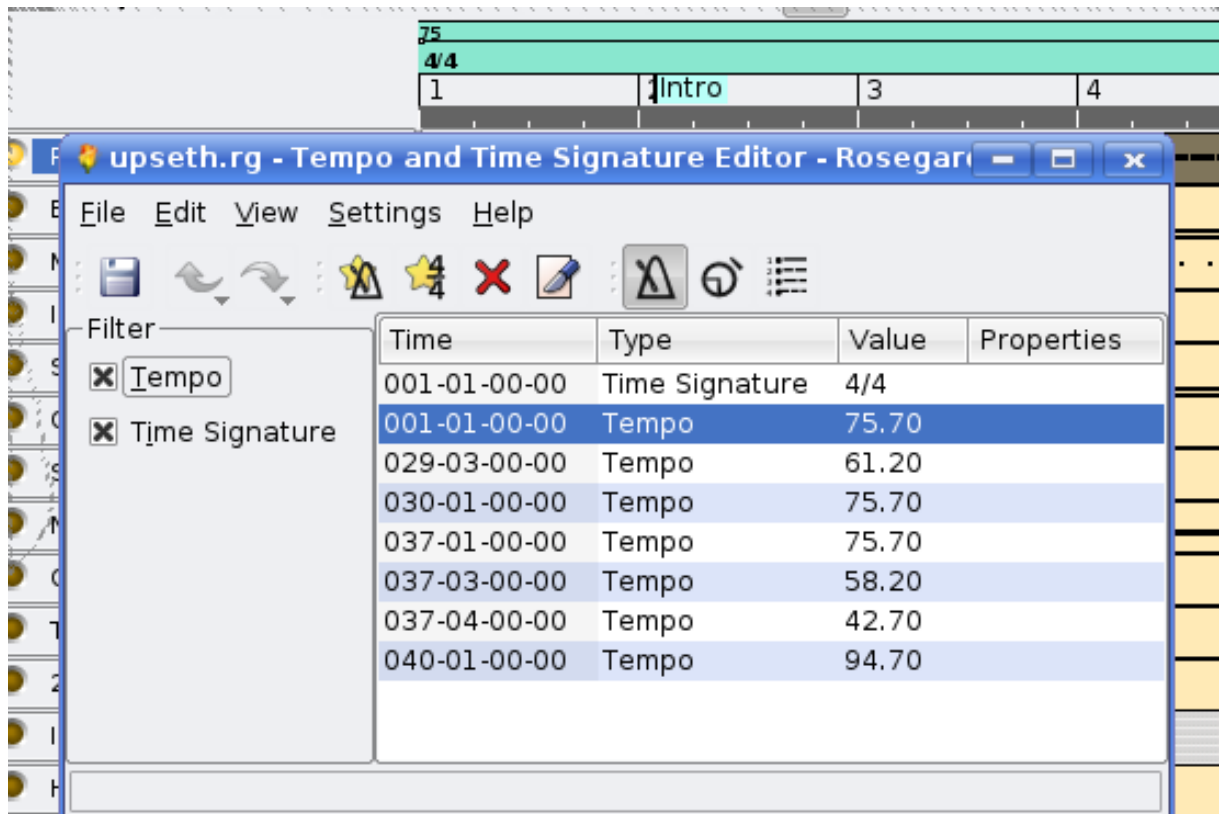 75
4/4
1 Intro 3 4
upseth.rg - Tempo and Time Signature Editor - Rosegar
File Edit View Settings Help
Filter
Tempo
Time Signature
Time Type Value Properties
001-01-00-00 Time Signature 4/4
001-01-00-00 Tempo 75.70
029-03-00-00 Tempo 61.20
030-01-00-00 Tempo 75.70
037-01-00-00 Tempo 75.70
037-03-00-00 Tempo 58.20
037-04-00-00 Tempo 42.70
040-01-00-00 Tempo 94.70